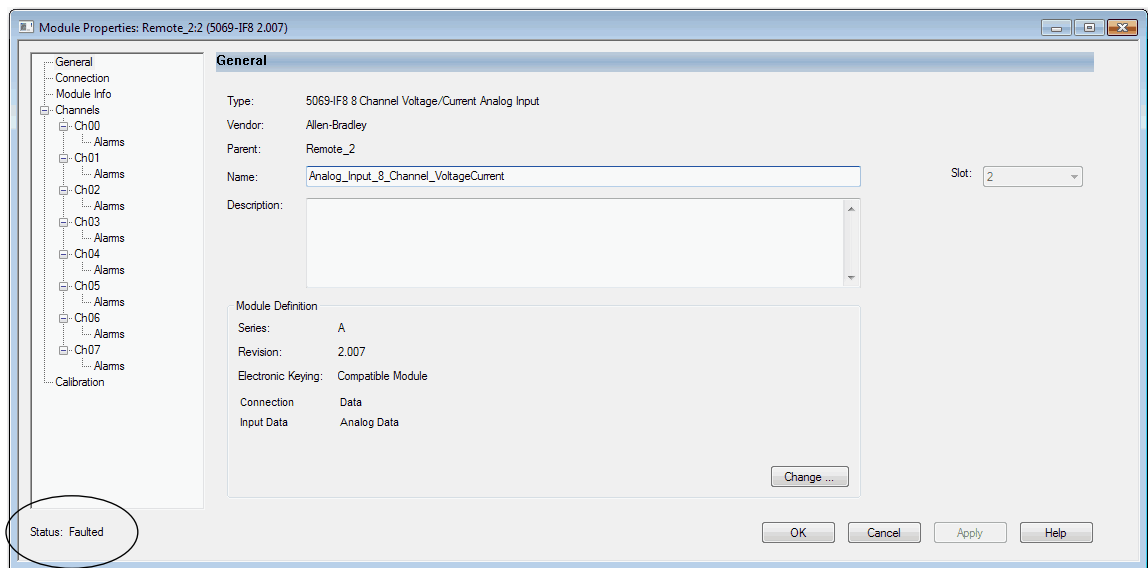 Module Properties: Remote_2:2 (5069-IF8 2.007)
General
Connection
Module Info
Channels
Ch00
Alarms
Ch01
Alarms
Ch02
Alarms
Ch03
Alarms
Ch04
Alarms
Ch05
Alarms
Ch06
Alarms
Ch07
Alarms
Calibration
General
Type: 5069-IF8 8 Channel Voltage/Current Analog Input
Vendor: Allen-Bradley
Parent: Remote_2
Name: Analog_Input_8_Channel_VoltageCurrent Slot: 2
Description:
Module Definition
Series: A
Revision: 2.007
Electronic Keying: Compatible Module
Connection Data
Input Data Analog Data
Change ...
Status: Faulted OK Cancel Apply Help